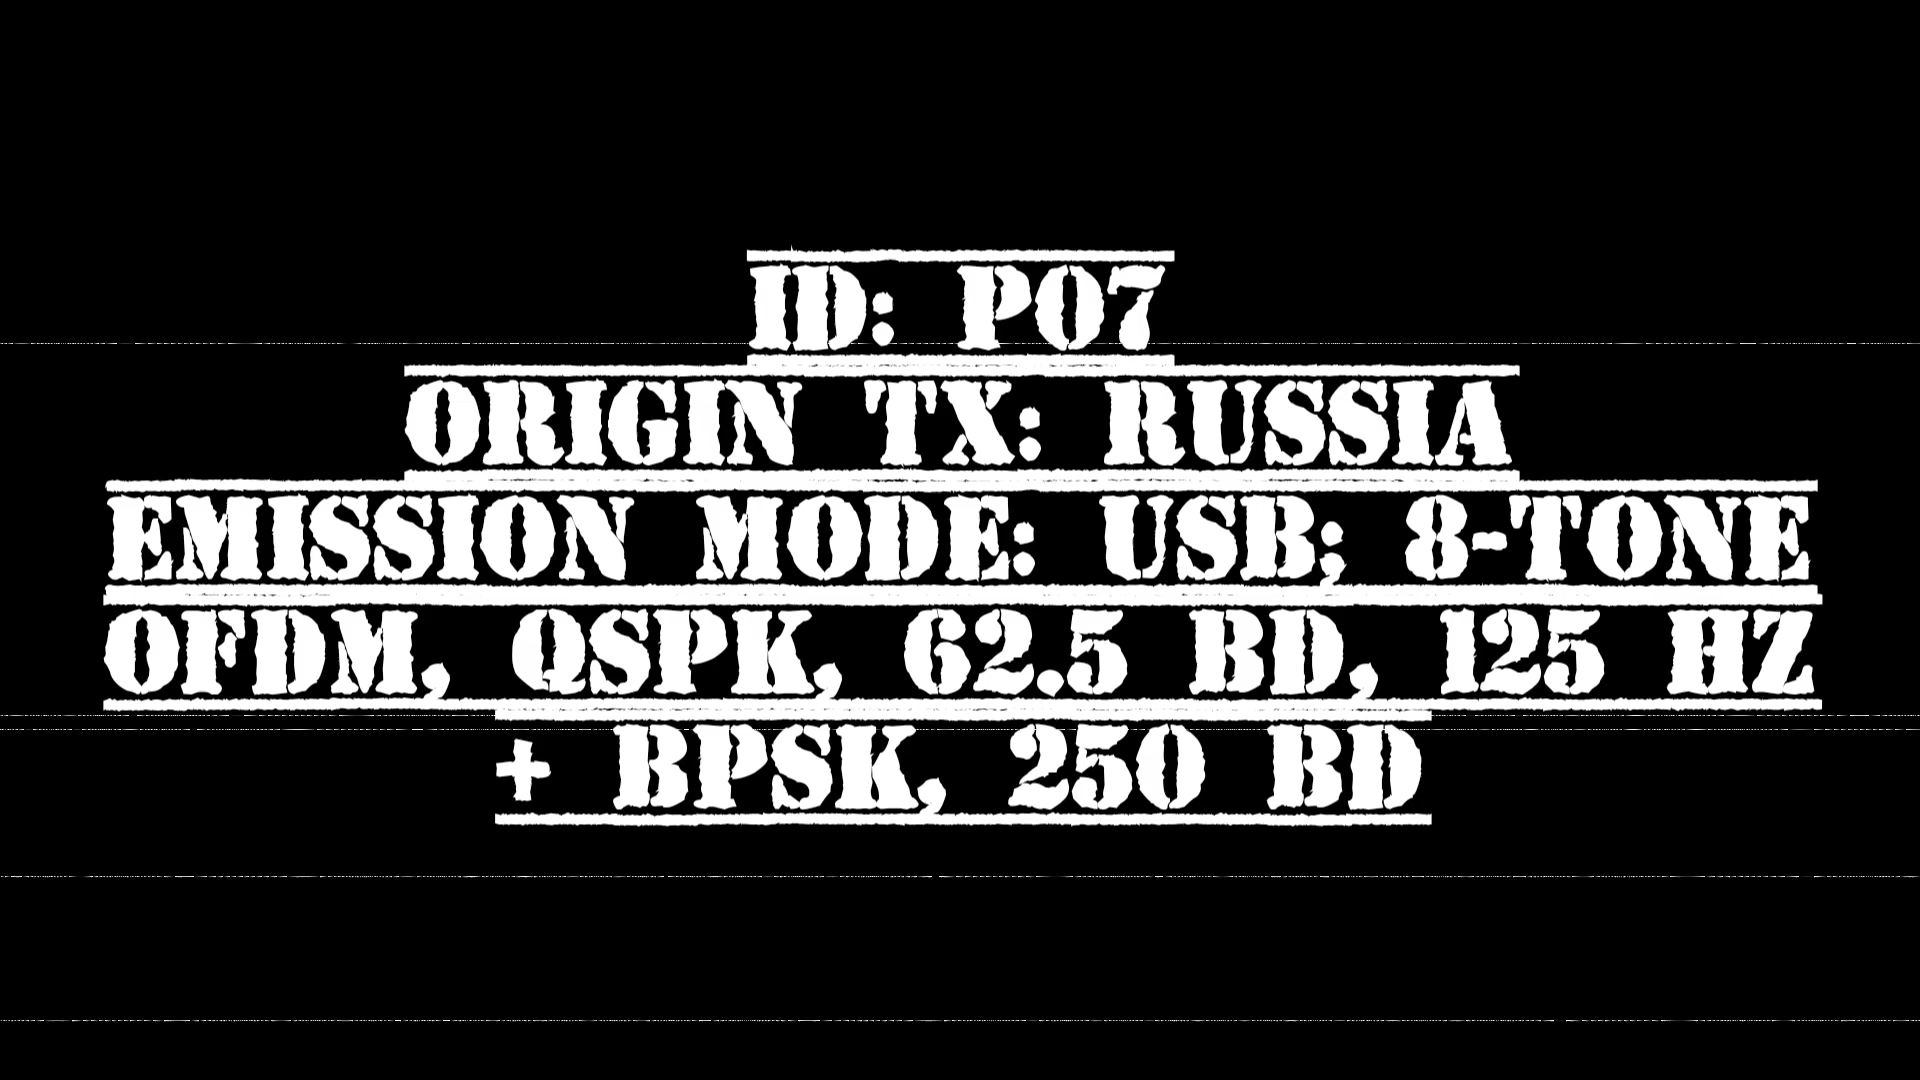 ID: P07
ORIGIN TX: RUSSIA
EMISSION MODE: USB; 8-TONE
OFDM, QSPK, 62.5 BD, 125 HZ
+ BPSK, 250 BD